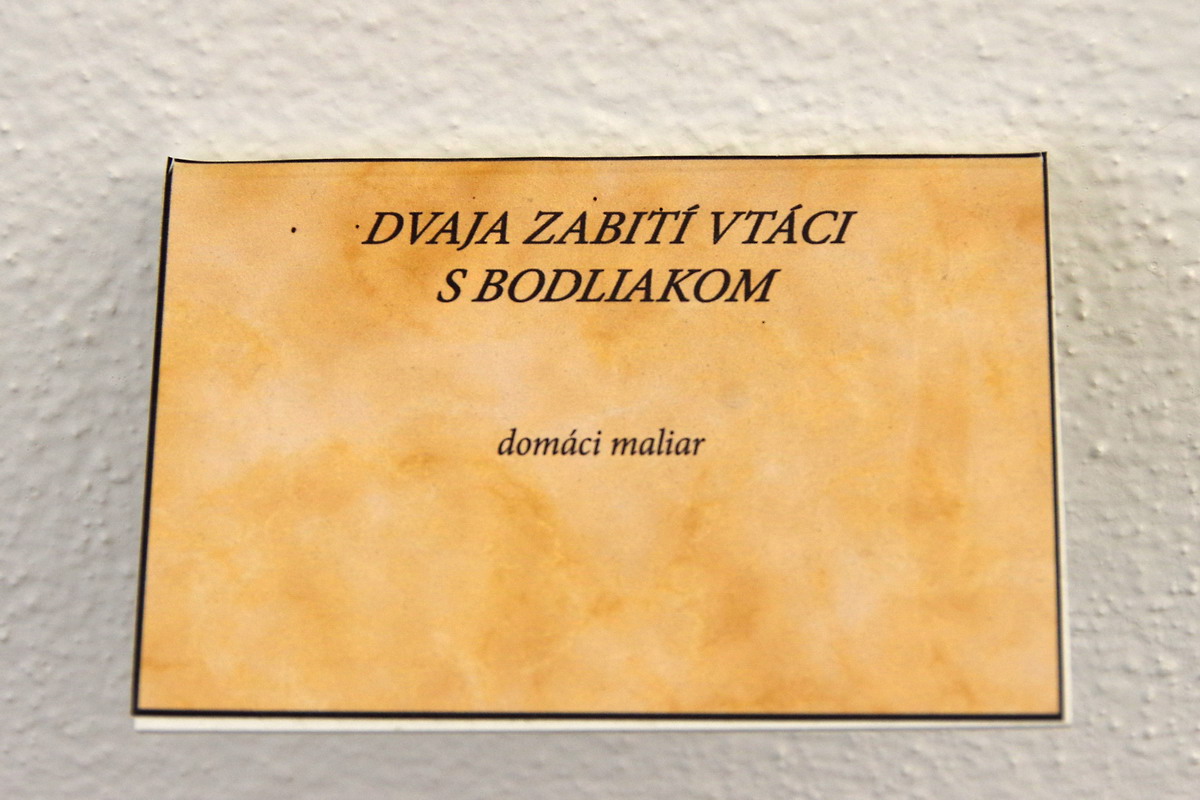 DVAJA ZABITÍ VTÁCI
S BODLIAKOM
domáci maliar